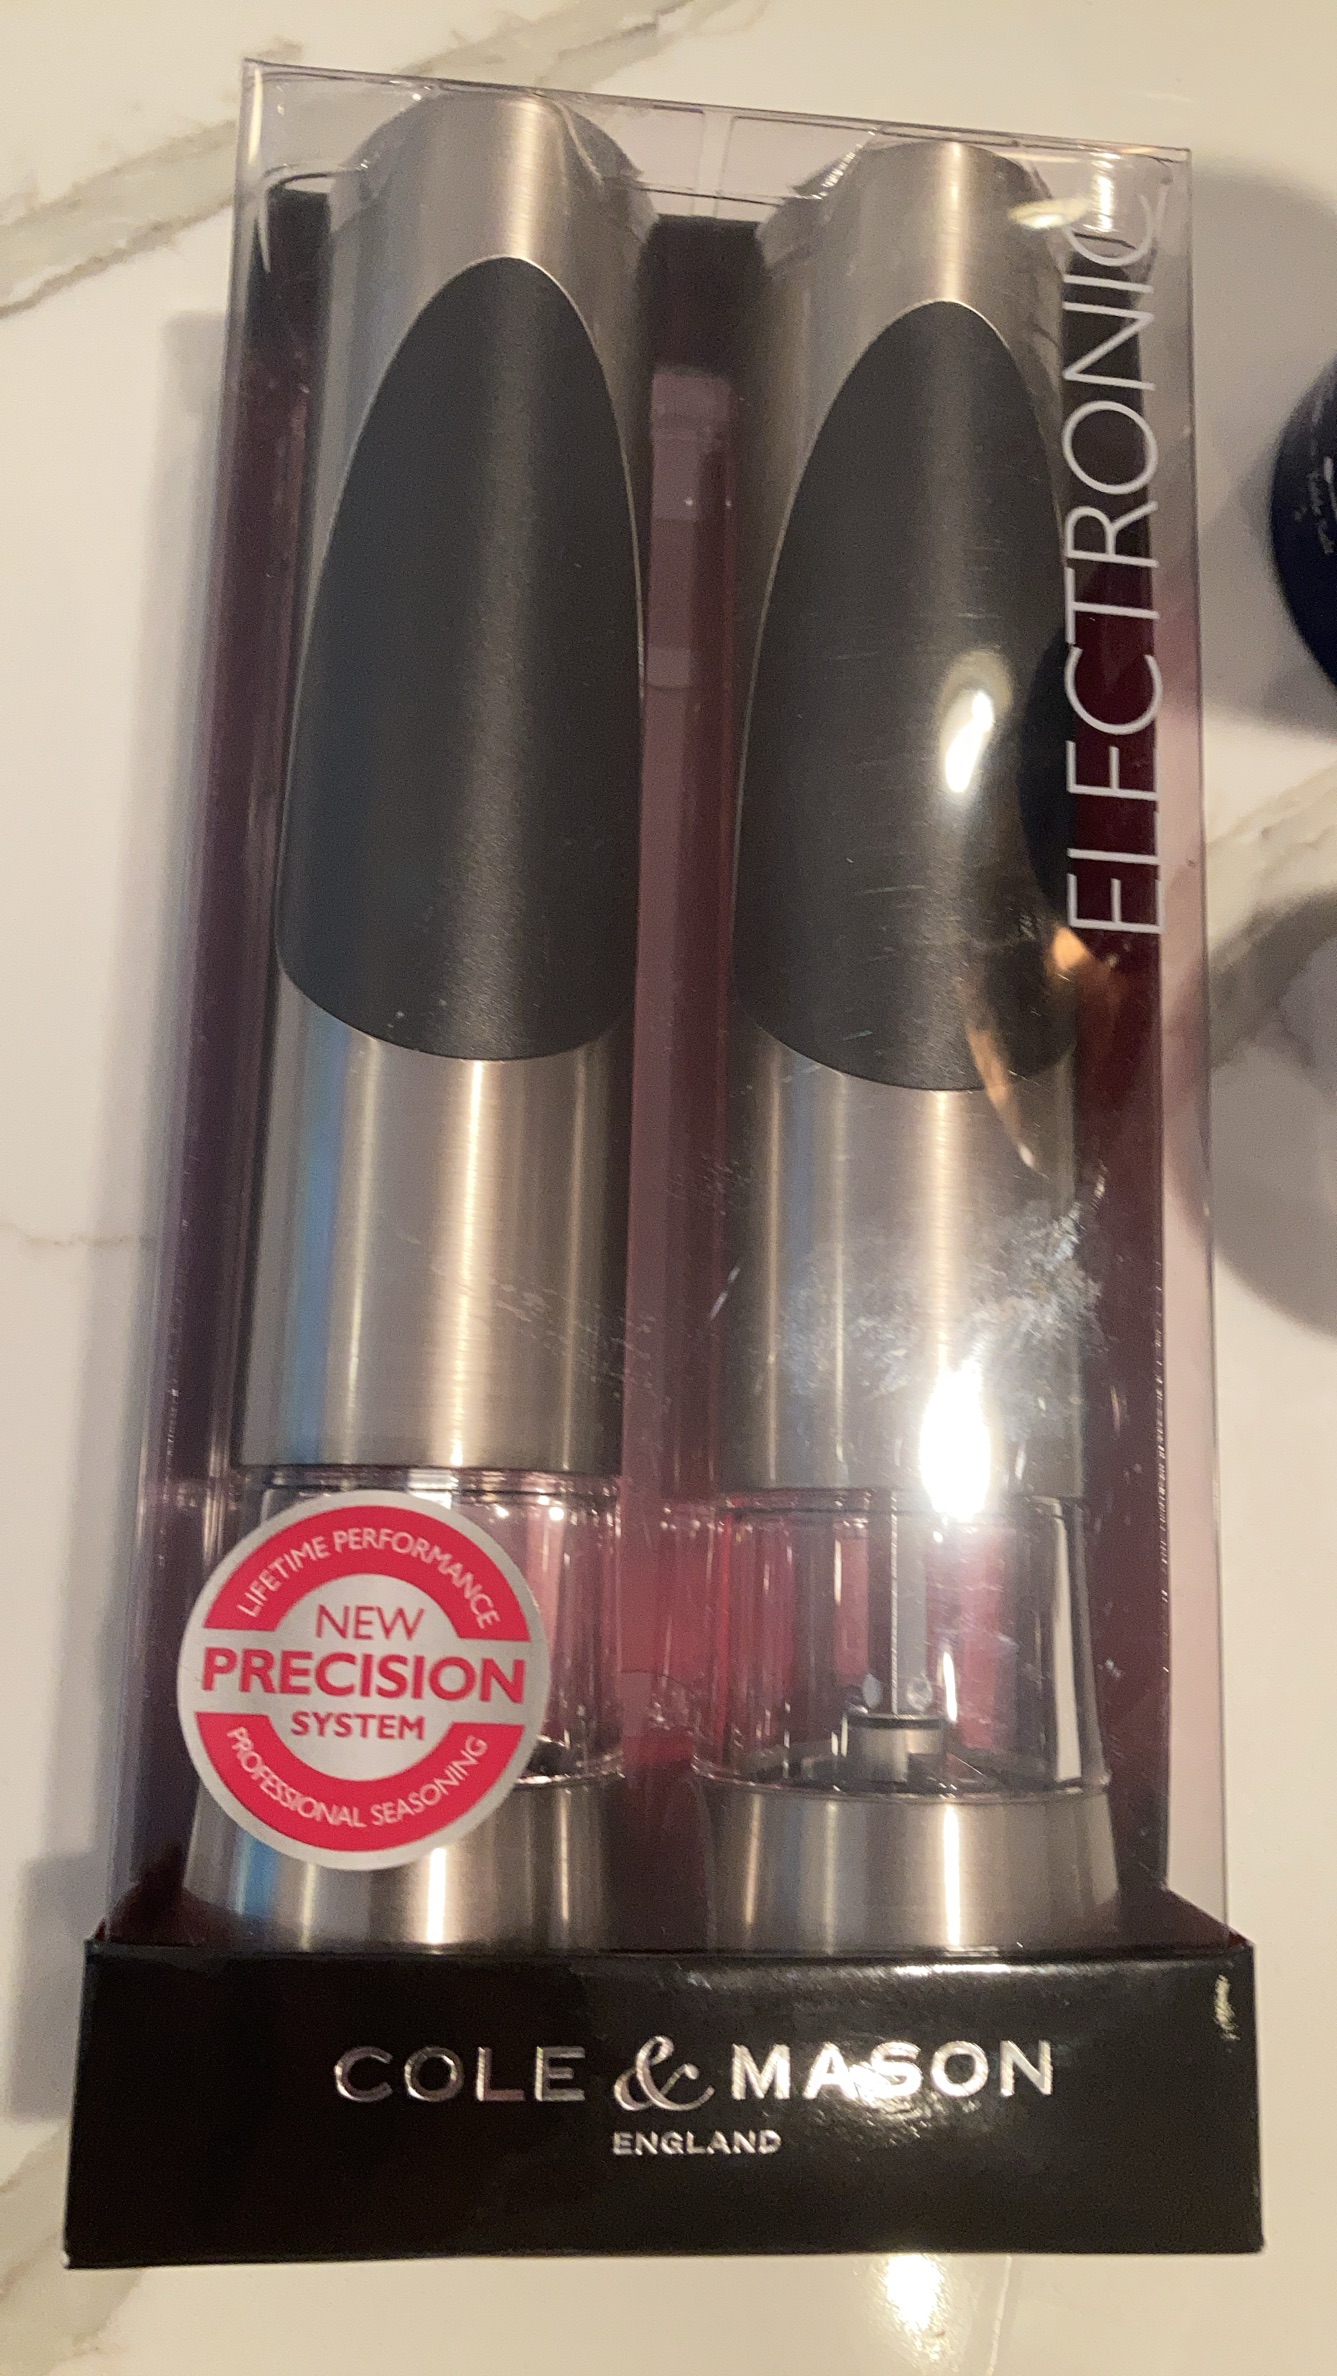 ELECTRONIC
LIFETIME PERFORMANCE
NEW
PRECISION
SYSTEM
PROFESSIONAL SEASONING
COLE & MASON
ENGLAND